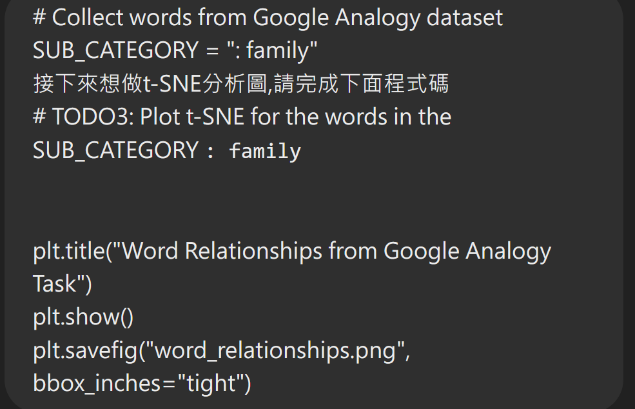 # Collect words from Google Analogy dataset
SUB_CATEGORY = ": family"
接下來想做t-SNE分析圖,請完成下面程式碼
# TODO3: Plot t-SNE for the words in the
SUB_CATEGORY : family
plt.title("Word Relationships from Google Analogy
Task")
plt.show()
plt.savefig("word_relationships.png",
bbox_inches="tight")